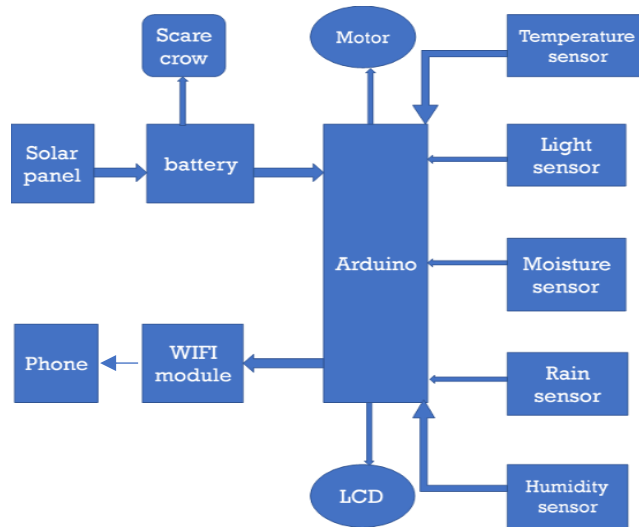 Scare
crow
Motor
Temperature
sensor
Solar
panel
battery
Light
sensor
Arduino
Moisture
sensor
Phone
WIFI
module
Rain
sensor
LCD
Humidity
sensor